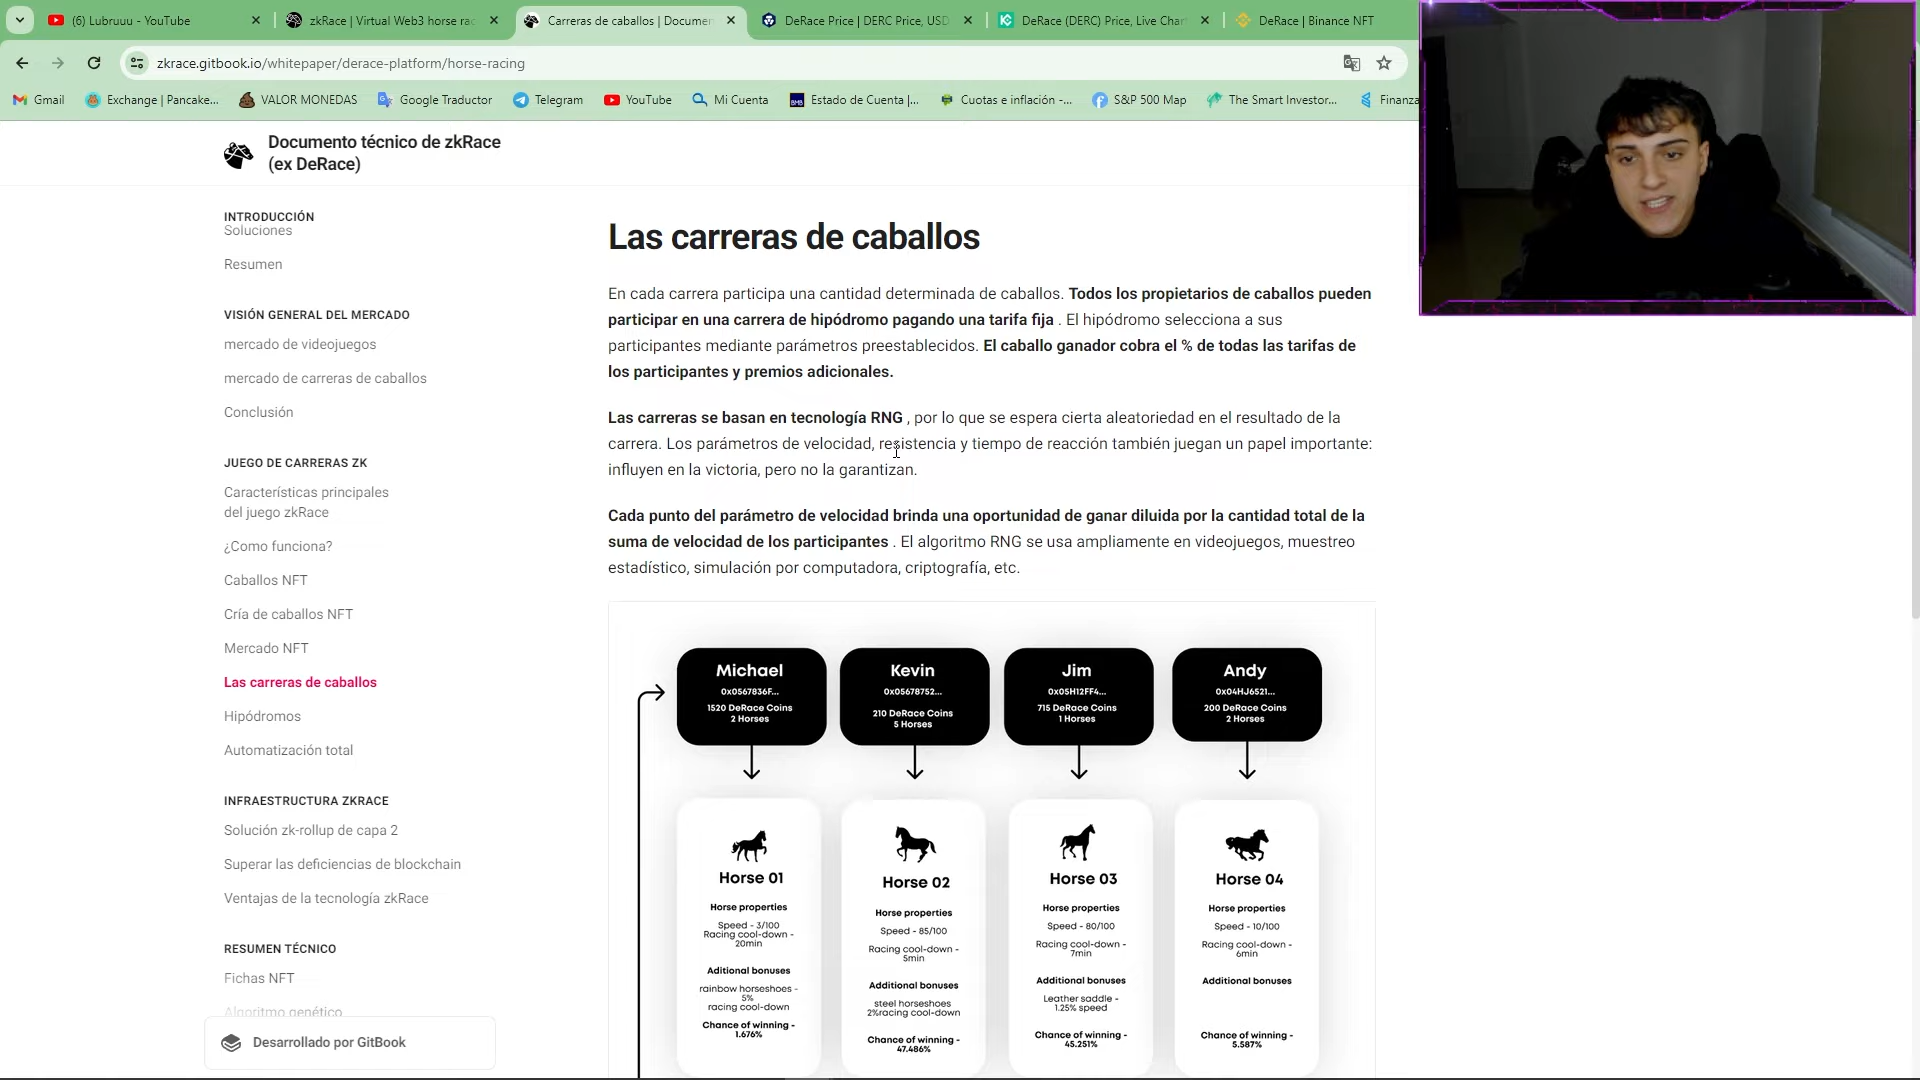 (6) Lubruuu - YouTube
zkRace | Virtual Web3 horse rac
Carreras de caballos | Documen
DeRace Price | DERC Price, USD
DeRace (DERC) Price, Live Char
DeRace | Binance NFT
zkrace.gitbook.io/whitepaper/derace-platform/horse-racing
Gmail
Exchange | Pancake...
VALOR MONEDAS
Google Traductor
Telegram
YouTube
Mi Cuenta
Estado de Cuenta |...
Cuotas e inflación -...
S&P 500 Map
The Smart Investor...
Finanza
Documento técnico de zkRace
(ex DeRace)
INTRODUCCIÓN
Soluciones
Resumen
VISIÓN GENERAL DEL MERCADO
mercado de videojuegos
mercado de carreras de caballos
Conclusión
JUEGO DE CARRERAS ZK
Características principales
del juego zkRace
¿Como funciona?
Caballos NFT
Cría de caballos NFT
Mercado NFT
Las carreras de caballos
Hipódromos
Automatización total
INFRAESTRUCTURA ZKRACE
Solución zk-rollup de capa 2
Superar las deficiencias de blockchain
Ventajas de la tecnología zkRace
RESUMEN TÉCNICO
Fichas NFT
Algoritmo genético
Desarrollado por GitBook
Las carreras de caballos
En cada carrera participa una cantidad determinada de caballos. Todos los propietarios de caballos pueden
participar en una carrera de hipódromo pagando una tarifa fija . El hipódromo selecciona a sus
participantes mediante parámetros preestablecidos. El caballo ganador cobra el % de todas las tarifas de
los participantes y premios adicionales.
Las carreras se basan en tecnología RNG , por lo que se espera cierta aleatoriedad en el resultado de la
carrera. Los parámetros de velocidad, resistencia y tiempo de reacción también juegan un papel importante:
influyen en la victoria, pero no la garantizan.
Cada punto del parámetro de velocidad brinda una oportunidad de ganar diluida por la cantidad total de la
suma de velocidad de los participantes . El algoritmo RNG se usa ampliamente en videojuegos, muestreo
estadístico, simulación por computadora, criptografía, etc.
Michael
0x0567836F...
1520 DeRace Coins
2 Horses
Kevin
0x05678752...
210 DeRace Coins
5 Horses
Jim
0x05H12FF4...
715 DeRace Coins
1 Horses
Andy
0x04HJ6521...
200 DeRace Coins
2 Horses
Horse 01
Horse properties
Speed - 3/100
Racing cool-down -
20min
Aditional bonuses
rainbow horseshoes -
5%
racing cool-down
Chance of winning -
1.676%
Horse 02
Horse properties
Speed - 85/100
Racing cool-down -
5min
Additional bonuses
steel horseshoes
2%racing cool-down
Chance of winning -
47.486%
Horse 03
Horse properties
Speed - 80/100
Racing cool-down -
7min
Additional bonuses
Leather saddle -
1.25% speed
Chance of winning -
45.251%
Horse 04
Horse properties
Speed - 10/100
Racing cool-down -
6min
Additional bonuses
Chance of winning -
5.587%